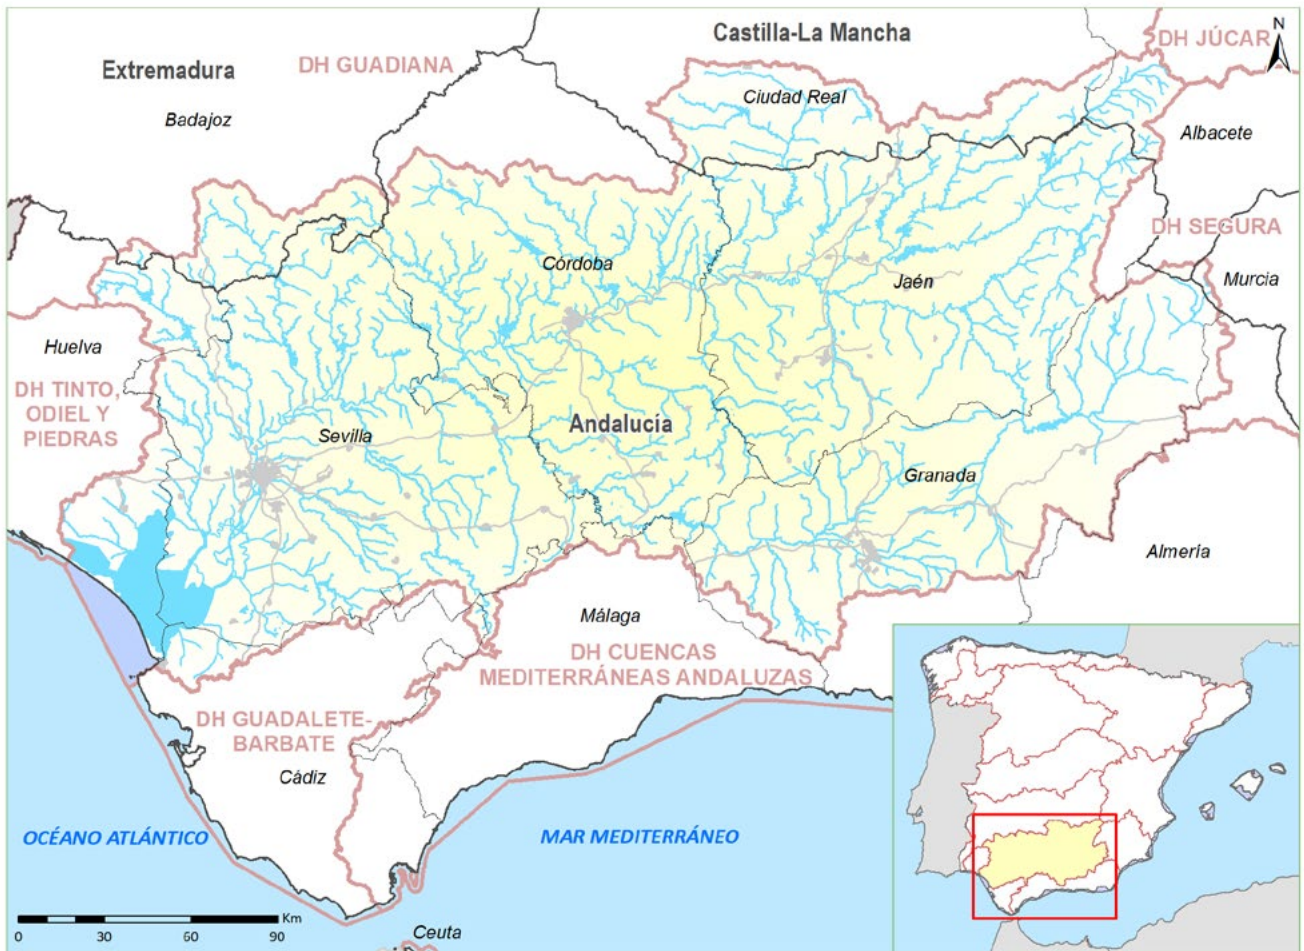 Castilla-La Mancha
DH JÚCAR
N
Extremadura
DH GUADIANA
Badajoz
Ciudad Real
Albacete
DH SEGURA
Murcia
Córdoba
Jaén
Huelva
DH TINTO,
ODIEL Y
PIEDRAS
Sevilla
Andalucía
Granada
Almería
Málaga
DH CUENCAS
MEDITERRÁNEAS ANDALUZAS
DH GUADALETE-
BARBATE
Cádiz
OCÉANO ATLÁNTICO
MAR MEDITERRÁNEO
Km
0 30 60 90
Ceuta